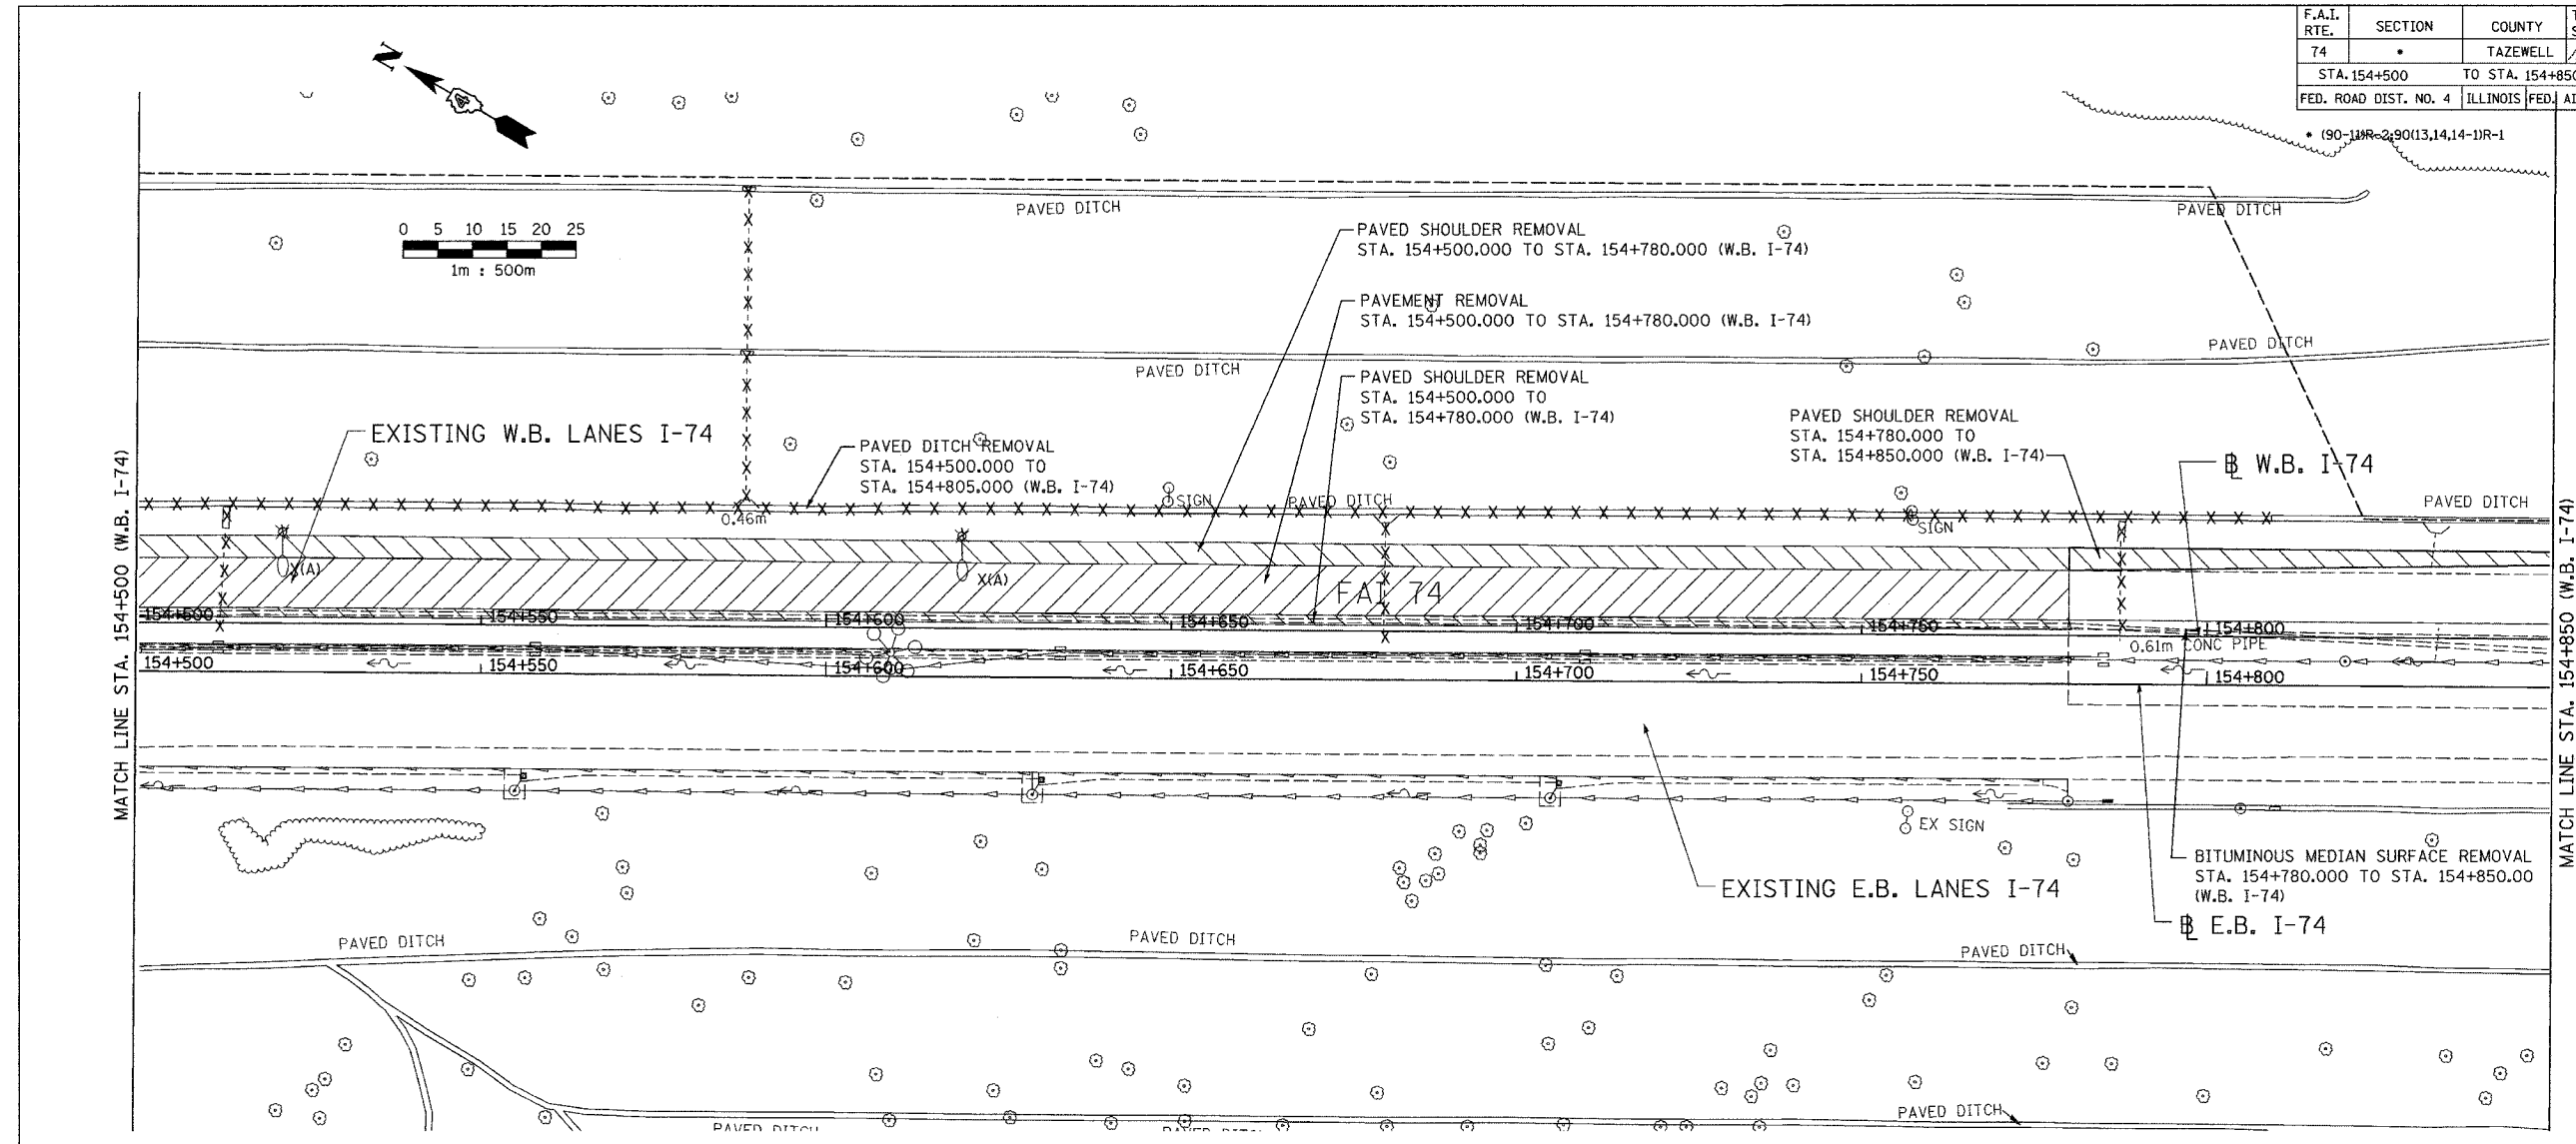 F.A.I. RTE. SECTION COUNTY
74 * TAZEWELL
STA. 154+500 TO STA. 154+850
FED. ROAD DIST. NO. 4 ILLINOIS FED.
* (90-11)R-2;90(13,14,14-1)R-1
N
4
PAVED DITCH
PAVED DITCH
0 5 10 15 20 25
1m : 500m
PAVED SHOULDER REMOVAL
STA. 154+500.000 TO STA. 154+780.000 (W.B. I-74)
PAVEMENT REMOVAL
STA. 154+500.000 TO STA. 154+780.000 (W.B. I-74)
PAVED DITCH
PAVED DITCH
PAVED SHOULDER REMOVAL
STA. 154+500.000 TO
STA. 154+780.000 (W.B. I-74)
PAVED SHOULDER REMOVAL
STA. 154+780.000 TO
STA. 154+850.000 (W.B. I-74)
EXISTING W.B. LANES I-74
PAVED DITCH REMOVAL
STA. 154+500.000 TO
STA. 154+805.000 (W.B. I-74)
BL W.B. I-74
SIGN
PAVED DITCH
PAVED DITCH
0.46m
SIGN
X(A)
X(A)
FAI 74
154+500 154+550 154+600 154+650 154+700 154+750 154+800
0.61m CONC PIPE
154+500 154+550 154+600 154+650 154+700 154+750 154+800
MATCH LINE STA. 154+500 (W.B. I-74)
MATCH LINE STA. 154+850 (W.B. I-74)
EX SIGN
BITUMINOUS MEDIAN SURFACE REMOVAL
STA. 154+780.000 TO STA. 154+850.00
(W.B. I-74)
EXISTING E.B. LANES I-74
BL E.B. I-74
PAVED DITCH
PAVED DITCH
PAVED DITCH
PAVED DITCH
PAVED DITCH
PAVED DITCH